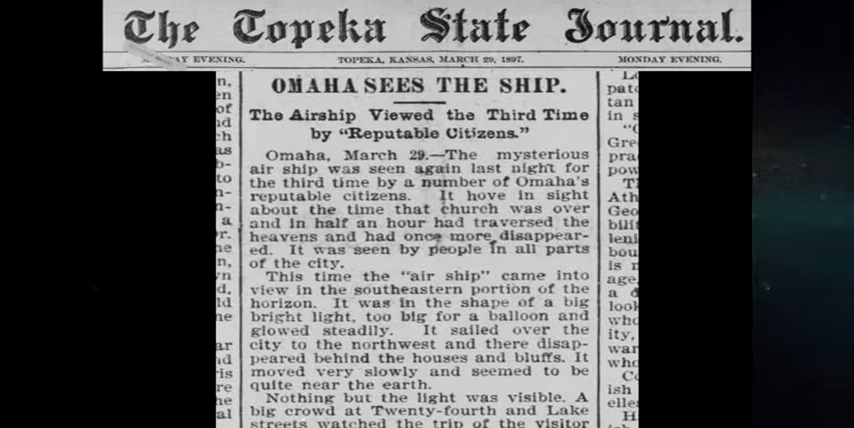 The Topeka State Journal.
AY EVENING. TOPEKA, KANSAS, MARCH 29, 1897. MONDAY EVENING.
OMAHA SEES THE SHIP.
The Airship Viewed the Third Time
by "Reputable Citizens."
Omaha, March 29.—The mysterious
air ship was seen again last night for
the third time by a number of Omaha's
reputable citizens. It hove in sight
about the time that church was over
and in half an hour had traversed the
heavens and had once more disappear-
ed. It was seen by people in all parts
of the city.
This time the "air ship" came into
view in the southeastern portion of the
horizon. It was in the shape of a big
bright light, too big for a balloon and
glowed steadily. It sailed over the
city to the northwest and there disap-
peared behind the houses and bluffs. It
moved very slowly and seemed to be
quite near the earth.
Nothing but the light was visible. A
big crowd at Twenty-fourth and Lake
streets watched the trip of the visitor